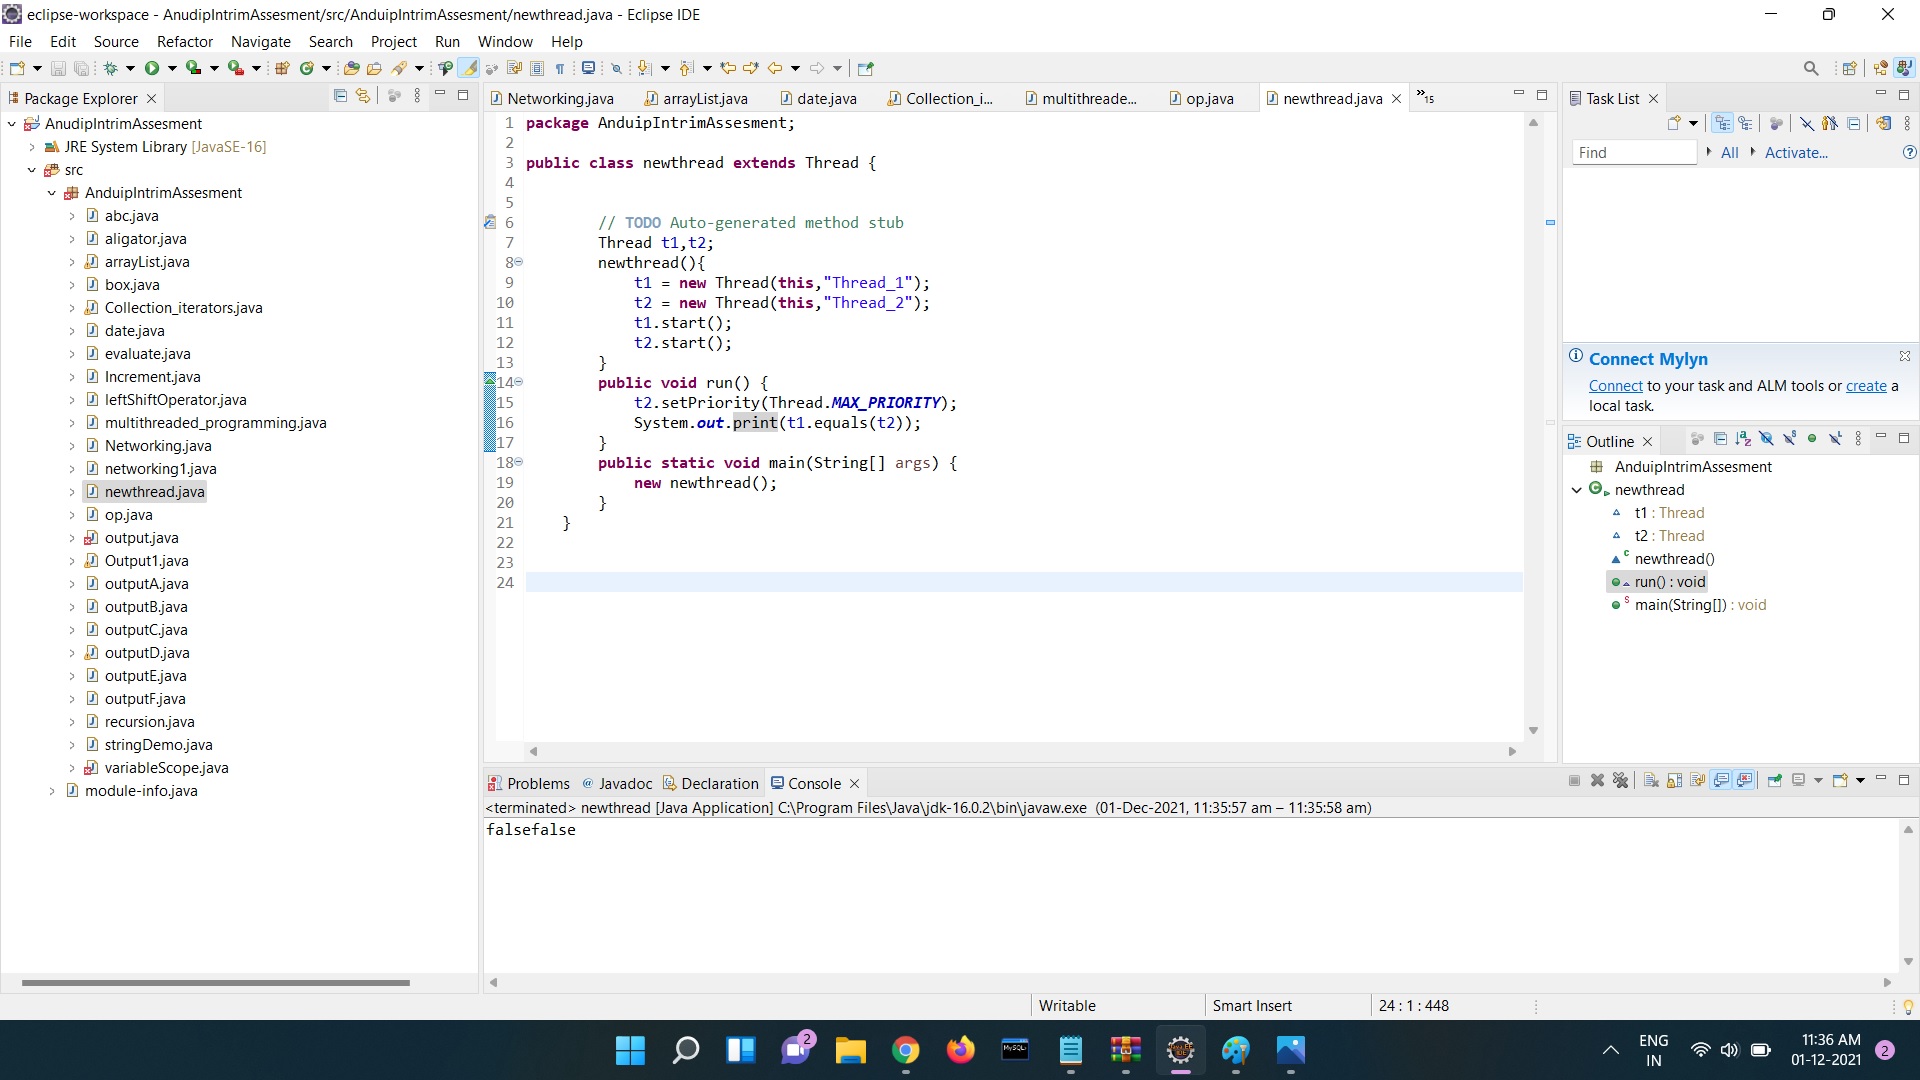 eclipse-workspace - AnudipIntrimAssesment/src/AnduipIntrimAssesment/newthread.java - Eclipse IDE
File Edit Source Refactor Navigate Search Project Run Window Help
Package Explorer
AnudipIntrimAssesment
JRE System Library [JavaSE-16]
src
AnduipIntrimAssesment
abc.java
aligator.java
arrayList.java
box.java
Collection_iterators.java
date.java
evaluate.java
Increment.java
leftShiftOperator.java
multithreaded_programming.java
Networking.java
networking1.java
newthread.java
op.java
output.java
Output1.java
outputA.java
outputB.java
outputC.java
outputD.java
outputE.java
outputF.java
recursion.java
stringDemo.java
variableScope.java
module-info.java
Networking.java arrayList.java date.java Collection_i... multithreade... op.java newthread.java »15
1 package AnduipIntrimAssesment;
2
3 public class newthread extends Thread {
4
5
6 // TODO Auto-generated method stub
7 Thread t1,t2;
8 newthread(){
9 t1 = new Thread(this,"Thread_1");
10 t2 = new Thread(this,"Thread_2");
11 t1.start();
12 t2.start();
13 }
14 public void run() {
15 t2.setPriority(Thread.MAX_PRIORITY);
16 System.out.print(t1.equals(t2));
17 }
18 public static void main(String[] args) {
19 new newthread();
20 }
21 }
22
23
24
Task List
Find All Activate...
Connect Mylyn
Connect to your task and ALM tools or create a
local task.
Outline
AnduipIntrimAssesment
newthread
t1 : Thread
t2 : Thread
newthread()
run() : void
main(String[]) : void
Problems Javadoc Declaration Console
<terminated> newthread [Java Application] C:\Program Files\Java\jdk-16.0.2\bin\javaw.exe (01-Dec-2021, 11:35:57 am – 11:35:58 am)
falsefalse
Writable Smart Insert 24 : 1 : 448
2
MySQL
ENG
IN
11:36 AM
01-12-2021
2